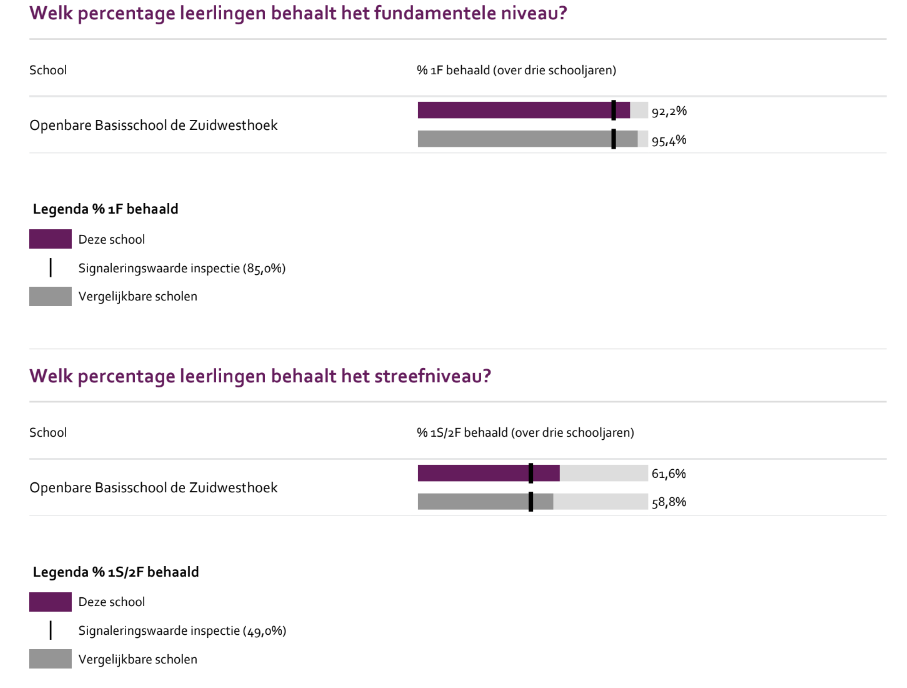 Welk percentage leerlingen behaalt het fundamentele niveau?
School % 1F behaald (over drie schooljaren)
92,2%
Openbare Basisschool de Zuidwesthoek
95,4%
Legenda % 1F behaald
Deze school
Signaleringswaarde inspectie (85,0%)
Vergelijkbare scholen
Welk percentage leerlingen behaalt het streefniveau?
School % 1S/2F behaald (over drie schooljaren)
61,6%
Openbare Basisschool de Zuidwesthoek
58,8%
Legenda % 1S/2F behaald
Deze school
Signaleringswaarde inspectie (49,0%)
Vergelijkbare scholen